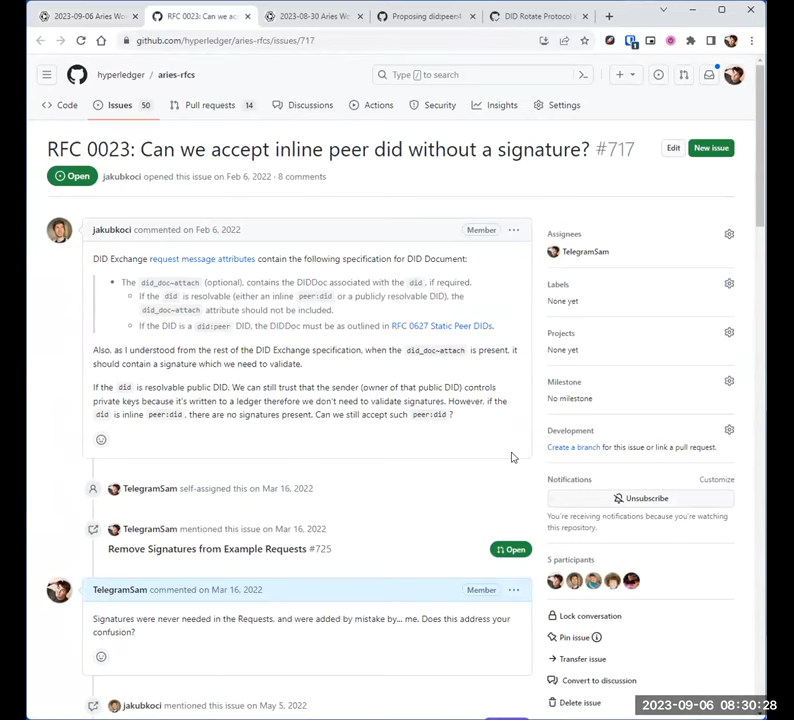 2023-09-06 Aries Wo
RFC 0023: Can we ac
2023-08-30 Aries Wo
Proposing did:peer:4
DID Rotate Protocol
github.com/hyperledger/aries-rfcs/issues/717
hyperledger / aries-rfcs
Type / to search
Code
Issues 50
Pull requests 14
Discussions
Actions
Security
Insights
Settings
RFC 0023: Can we accept inline peer did without a signature? #717
Edit
New issue
Open
jakubkoci opened this issue on Feb 6, 2022 · 8 comments
jakubkoci commented on Feb 6, 2022
Member
DID Exchange request message attributes contain the following specification for DID Document:
• The did_doc~attach (optional), contains the DIDDoc associated with the did, if required.
○ If the did is resolvable (either an inline peer:did or a publicly resolvable DID), the
did_doc~attach attribute should not be included.
○ If the DID is a did:peer DID, the DIDDoc must be as outlined in RFC 0627 Static Peer DIDs.
Also, as I understood from the rest of the DID Exchange specification, when the did_doc~attach is present, it
should contain a signature which we need to validate.
If the did is resolvable public DID. We can still trust that the sender (owner of that public DID) controls
private keys because it's written to a ledger therefore we don't need to validate signatures. However, if the
did is inline peer:did, there are no signatures present. Can we still accept such peer:did ?
TelegramSam self-assigned this on Mar 16, 2022
TelegramSam mentioned this issue on Mar 16, 2022
Remove Signatures from Example Requests #725
Open
TelegramSam commented on Mar 16, 2022
Member
Signatures were never needed in the Requests, and were added by mistake by... me. Does this address your
confusion?
jakubkoci mentioned this issue on May 5, 2022
Assignees
TelegramSam
Labels
None yet
Projects
None yet
Milestone
No milestone
Development
Create a branch for this issue or link a pull request.
Notifications
Customize
Unsubscribe
You're receiving notifications because you're watching
this repository.
5 participants
Lock conversation
Pin issue
Transfer issue
Convert to discussion
Delete issue
2023-09-06 08:30:28